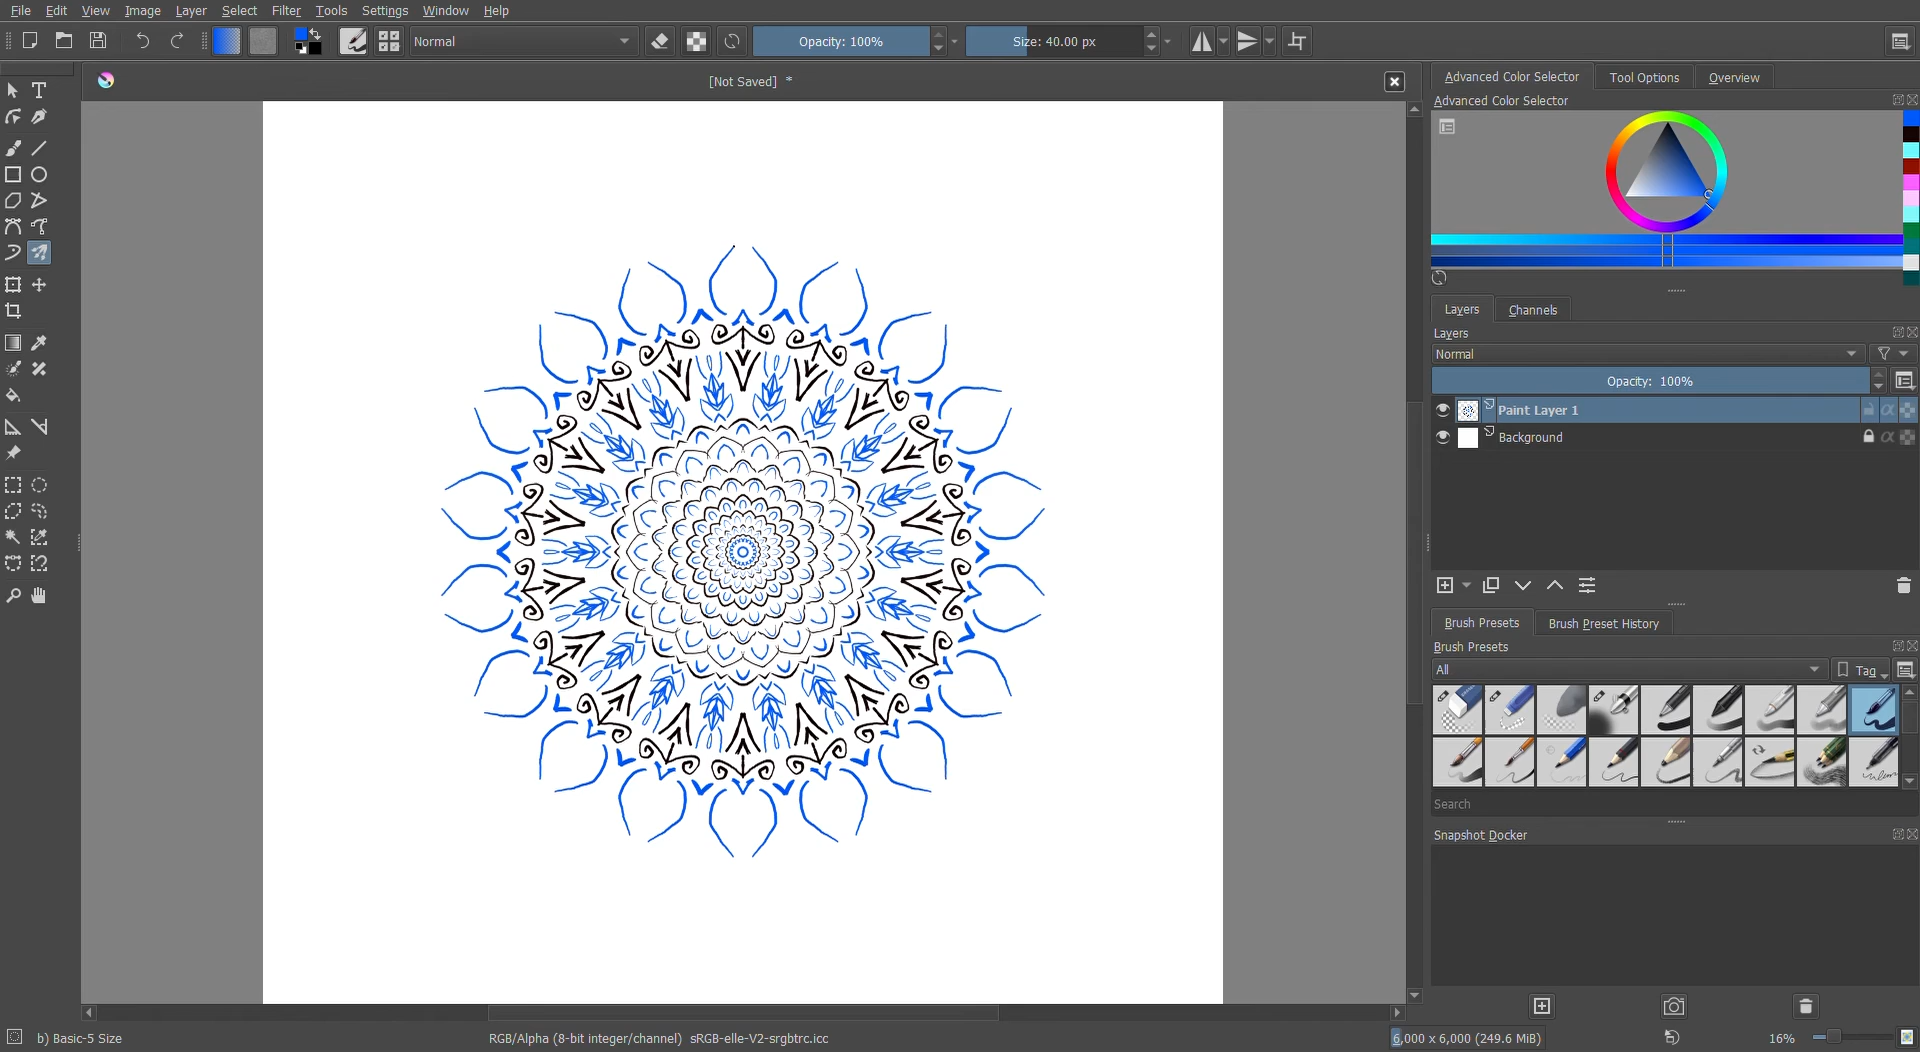 File Edit View Image Layer Select Filter Tools Settings Window Help
Normal Opacity: 100% Size: 40.00 px
[Not Saved] *
Advanced Color Selector Tool Options Overview
Advanced Color Selector
Layers Channels
Layers
Normal
Opacity: 100%
Paint Layer 1
Background
Brush Presets Brush Preset History
Brush Presets
All Tag
Search
Snapshot Docker
b) Basic-5 Size RGB/Alpha (8-bit integer/channel) sRGB-elle-V2-srgbtrc.icc 6,000 x 6,000 (249.6 MiB) 16%